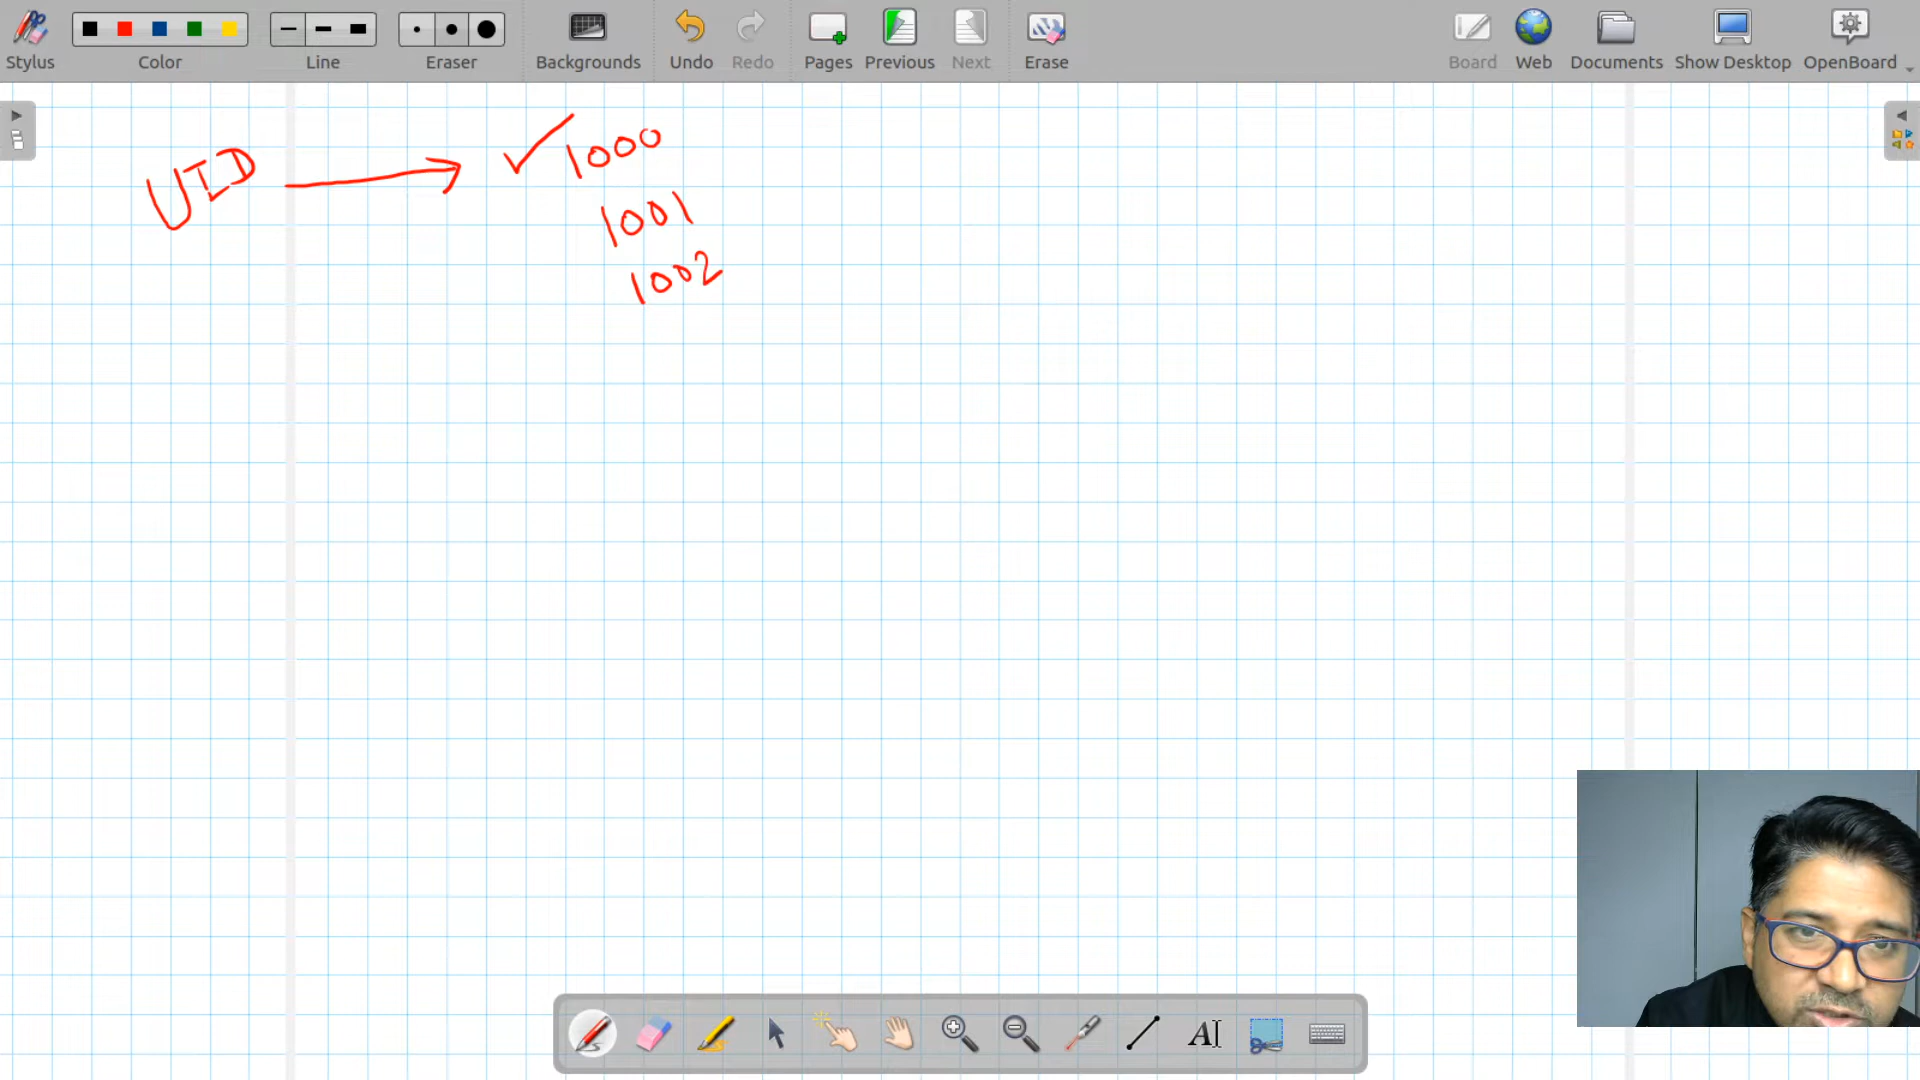 Stylus Color Line Eraser Backgrounds Undo Redo Pages Previous Next Erase Board Web Documents Show Desktop OpenBoard
UID → ✓ 1000
1001
1002
A